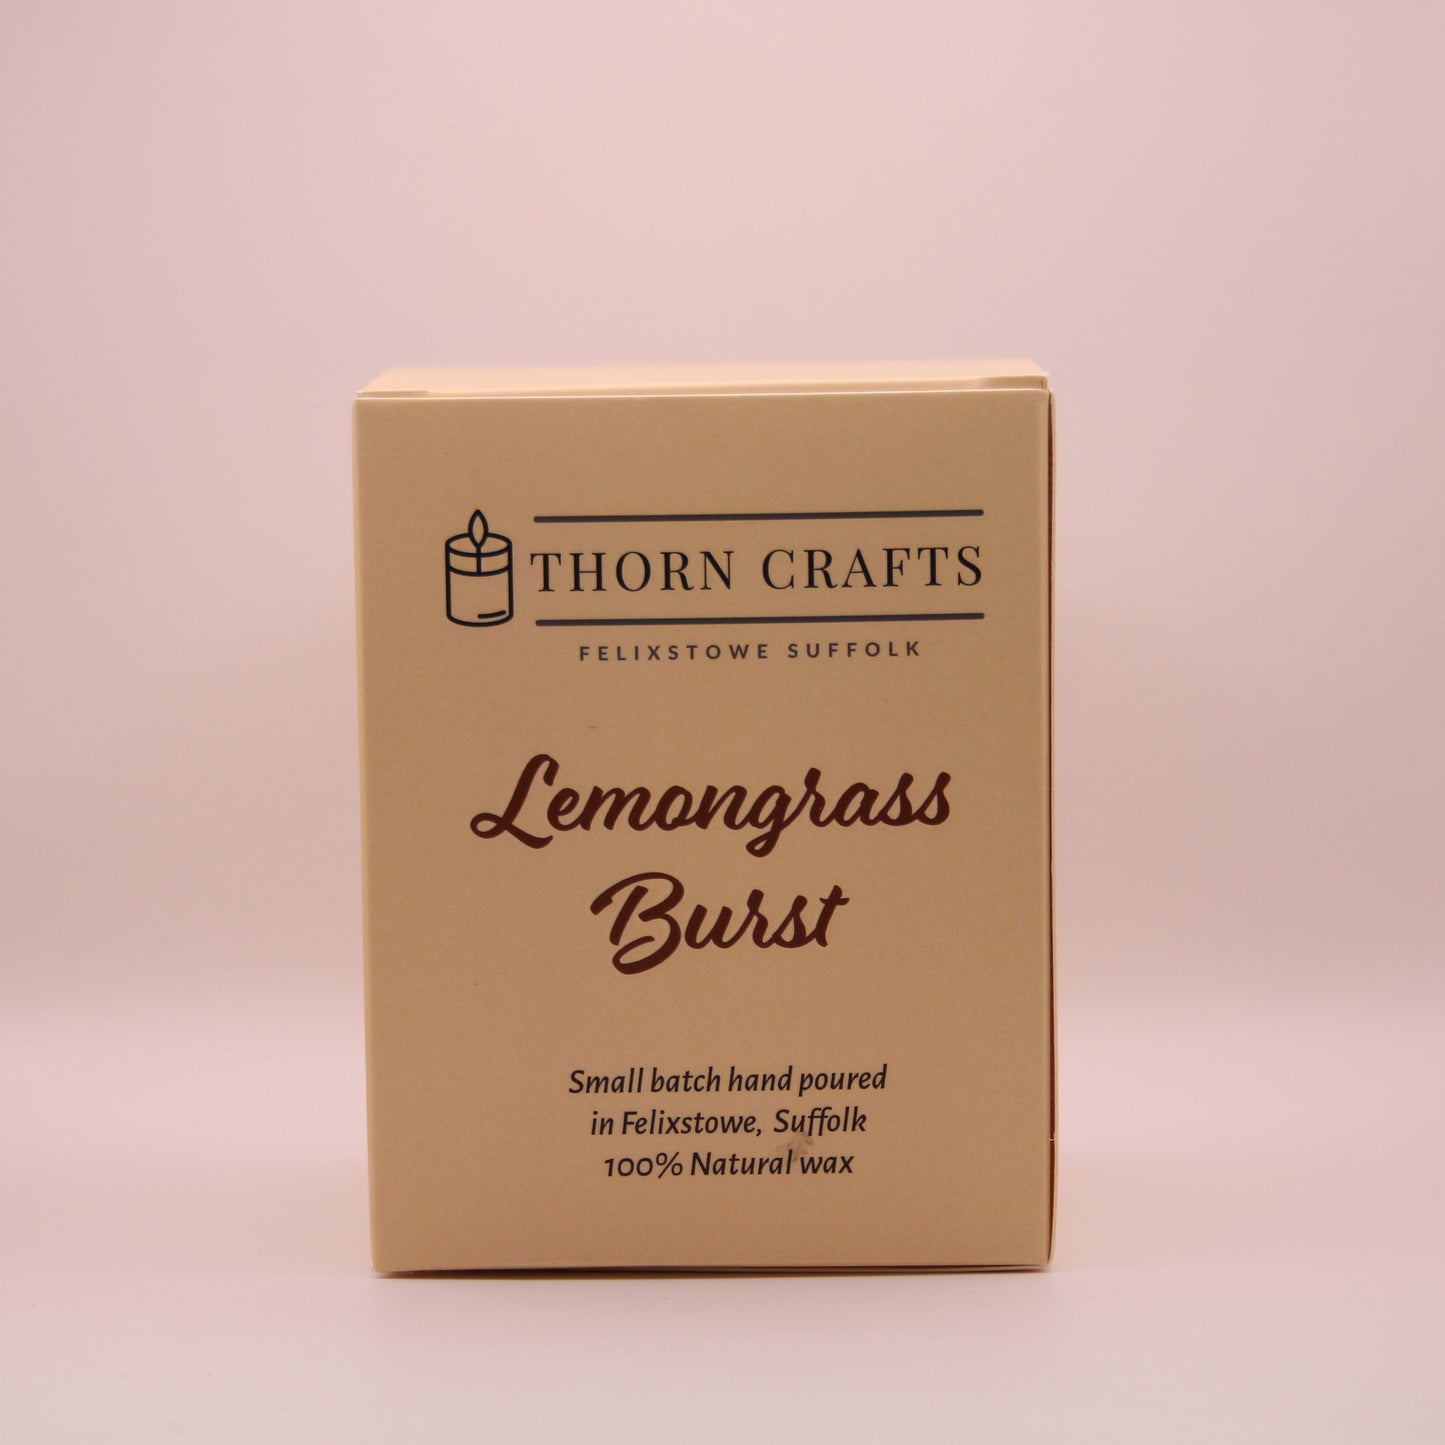 THORN CRAFTS
FELIXSTOWE SUFFOLK
Lemongrass
Burst
Small batch hand poured
in Felixstowe, Suffolk
100% Natural wax